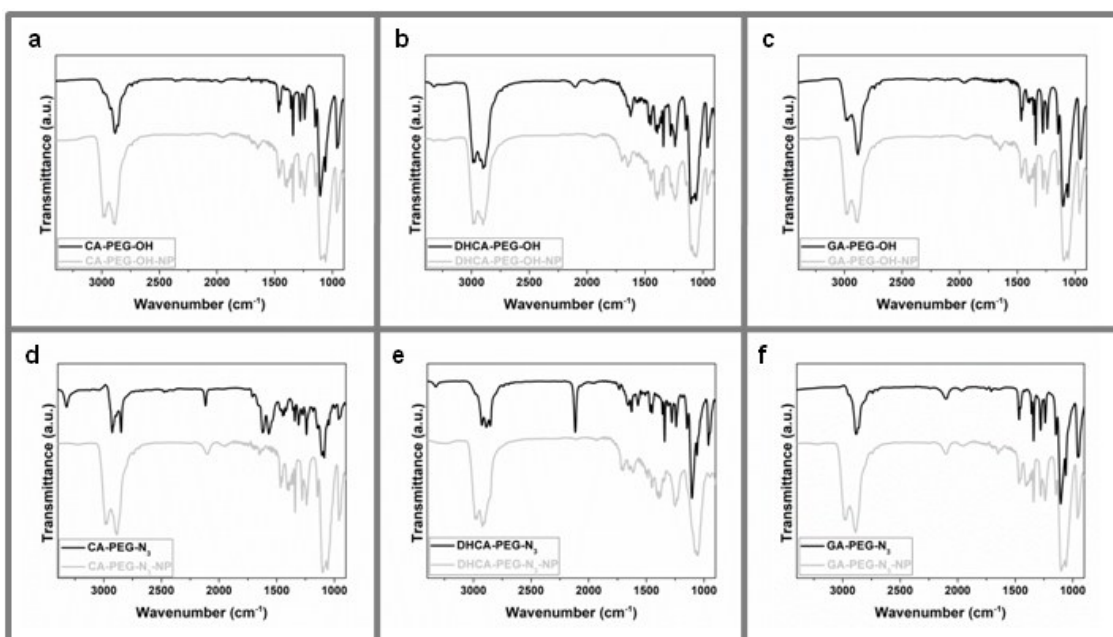 a
Transmittance (a.u.)
CA-PEG-OH
CA-PEG-OH-NP
3000 2500 2000 1500 1000
Wavenumber (cm⁻¹)
b
Transmittance (a.u.)
DHCA-PEG-OH
DHCA-PEG-OH-NP
3000 2500 2000 1500 1000
Wavenumber (cm⁻¹)
c
Transmittance (a.u.)
GA-PEG-OH
GA-PEG-OH-NP
3000 2500 2000 1500 1000
Wavenumber (cm⁻¹)
d
Transmittance (a.u.)
CA-PEG-N₃
CA-PEG-N₃-NP
3000 2500 2000 1500 1000
Wavenumber (cm⁻¹)
e
Transmittance (a.u.)
DHCA-PEG-N₃
DHCA-PEG-N₃-NP
3000 2500 2000 1500 1000
Wavenumber (cm⁻¹)
f
Transmittance (a.u.)
GA-PEG-N₃
GA-PEG-N₃-NP
3000 2500 2000 1500 1000
Wavenumber (cm⁻¹)